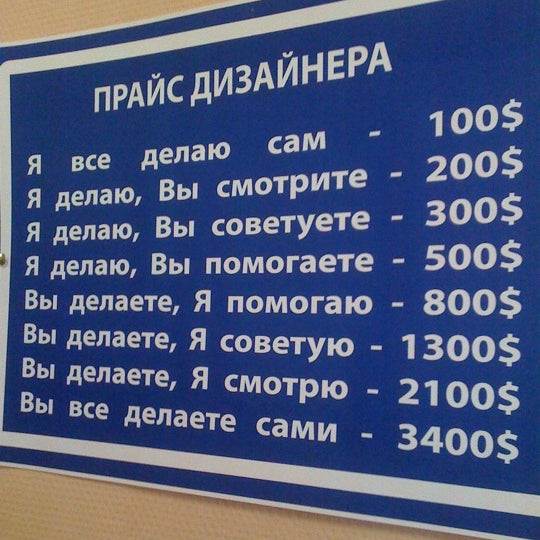 ПРАЙС ДИЗАЙНЕРА
Я все делаю сам - 100$
Я делаю, Вы смотрите - 200$
Я делаю, Вы советуете - 300$
Я делаю, Вы помогаете - 500$
Вы делаете, Я помогаю - 800$
Вы делаете, Я советую - 1300$
Вы делаете, Я смотрю - 2100$
Вы все делаете сами - 3400$